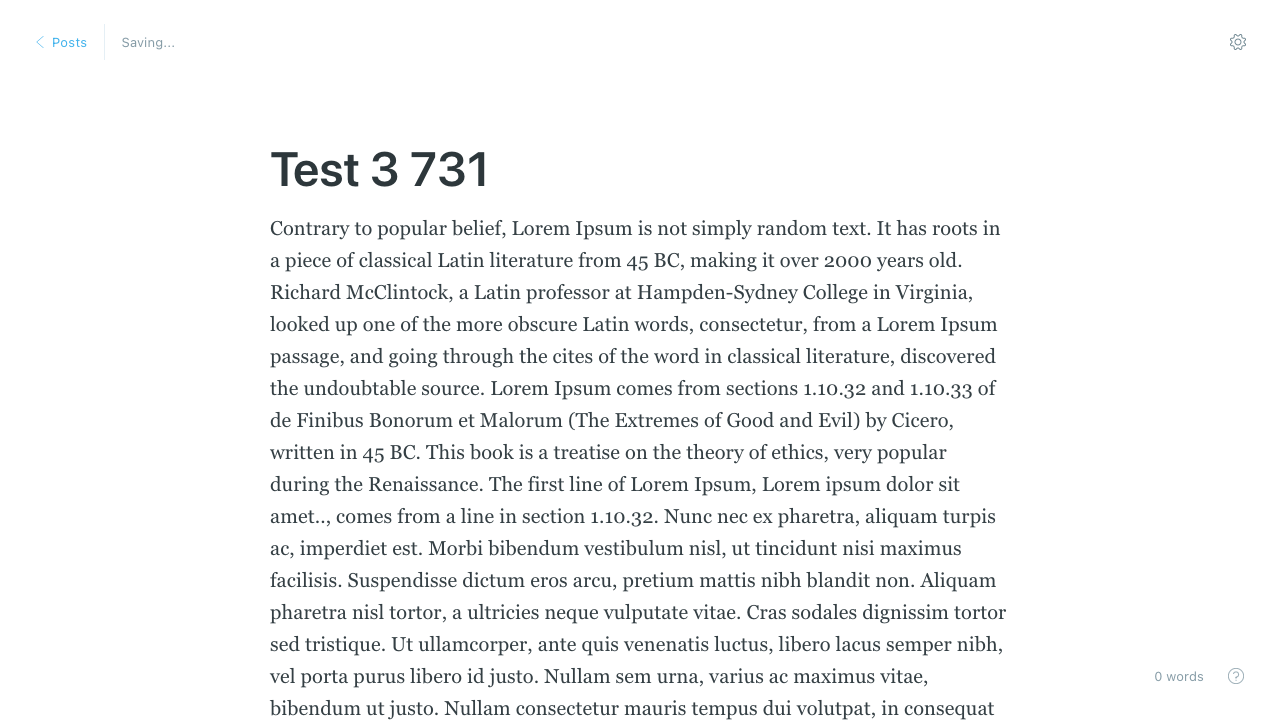 Posts
Saving...
Test 3 731
Contrary to popular belief, Lorem Ipsum is not simply random text. It has roots in
a piece of classical Latin literature from 45 BC, making it over 2000 years old.
Richard McClintock, a Latin professor at Hampden-Sydney College in Virginia,
looked up one of the more obscure Latin words, consectetur, from a Lorem Ipsum
passage, and going through the cites of the word in classical literature, discovered
the undoubtable source. Lorem Ipsum comes from sections 1.10.32 and 1.10.33 of
de Finibus Bonorum et Malorum (The Extremes of Good and Evil) by Cicero,
written in 45 BC. This book is a treatise on the theory of ethics, very popular
during the Renaissance. The first line of Lorem Ipsum, Lorem ipsum dolor sit
amet.., comes from a line in section 1.10.32. Nunc nec ex pharetra, aliquam turpis
ac, imperdiet est. Morbi bibendum vestibulum nisl, ut tincidunt nisi maximus
facilisis. Suspendisse dictum eros arcu, pretium mattis nibh blandit non. Aliquam
pharetra nisl tortor, a ultricies neque vulputate vitae. Cras sodales dignissim tortor
sed tristique. Ut ullamcorper, ante quis venenatis luctus, libero lacus semper nibh,
vel porta purus libero id justo. Nullam sem urna, varius ac maximus vitae,
bibendum ut justo. Nullam consectetur mauris tempus dui volutpat, in consequat
0 words